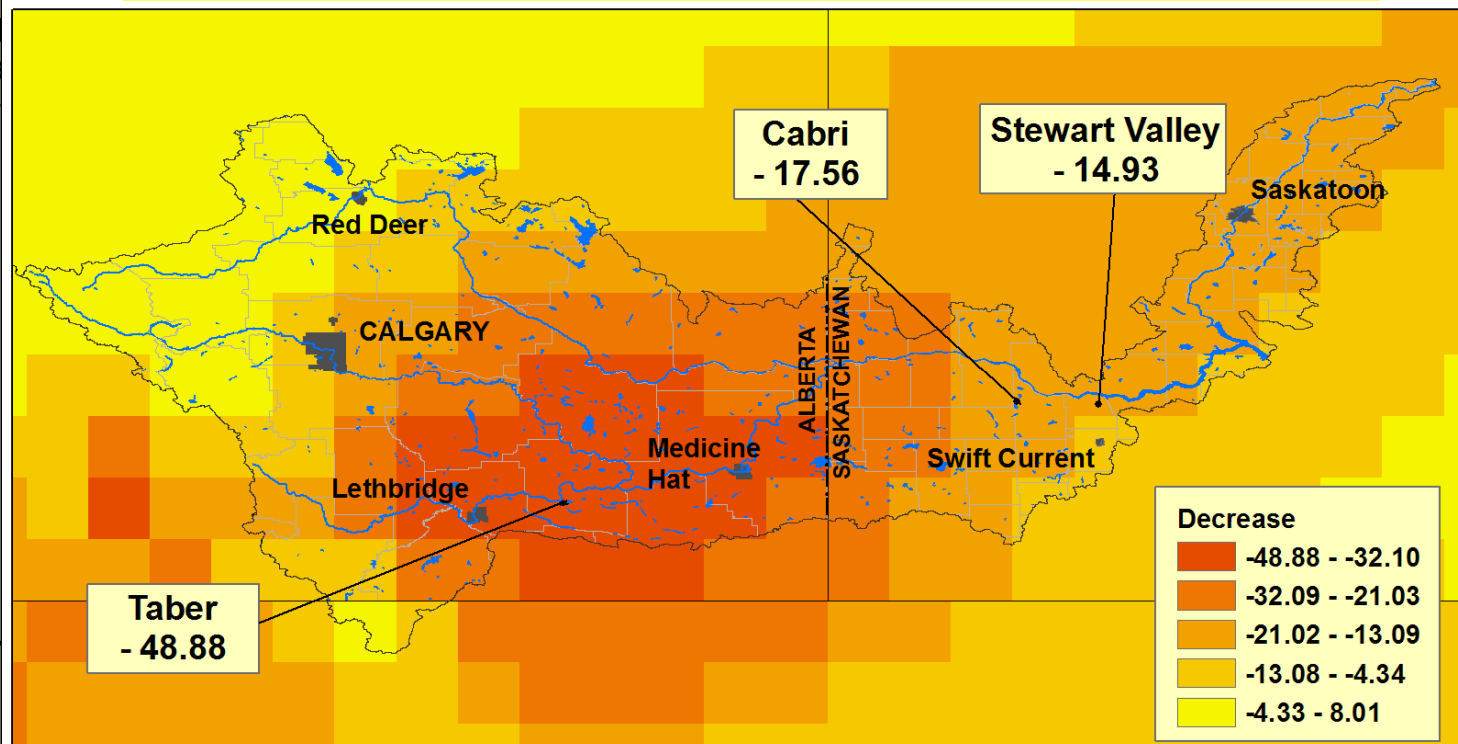 Cabri
- 17.56
Stewart Valley
- 14.93
Saskatoon
Red Deer
CALGARY
ALBERTA
SASKATCHEWAN
Medicine
Hat
Swift Current
Lethbridge
Taber
- 48.88
Decrease
-48.88 - -32.10
-32.09 - -21.03
-21.02 - -13.09
-13.08 - -4.34
-4.33 - 8.01